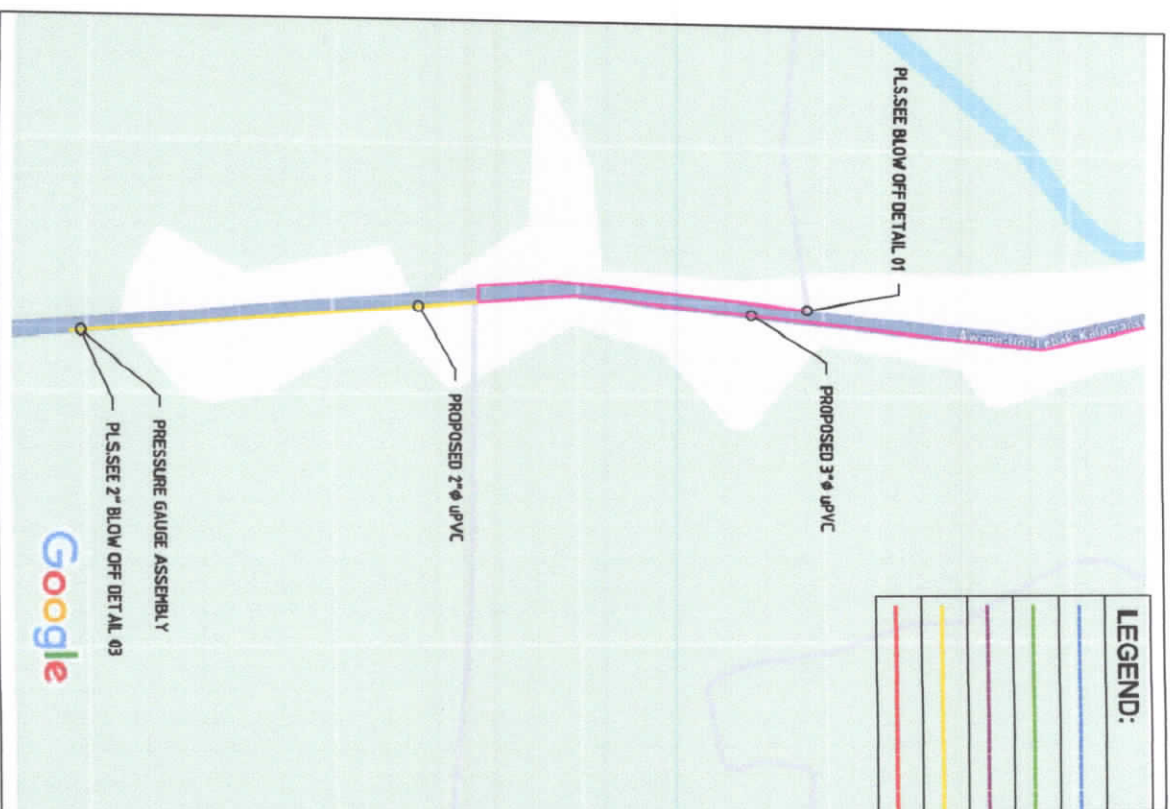 LEGEND:
PLS.SEE BLOW OFF DETAIL 01
PROPOSED 3"Ø uPVC
PROPOSED 2"Ø uPVC
PRESSURE GAUGE ASSEMBLY
PLS.SEE 2" BLOW OFF DETAIL 03
Google